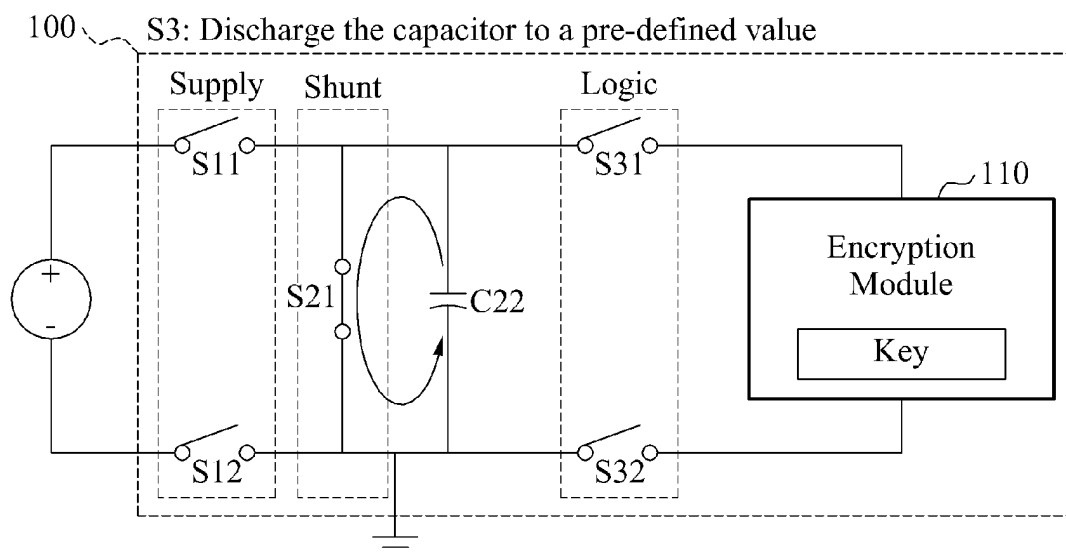 100
S3: Discharge the capacitor to a pre-defined value
Supply
Shunt
Logic
S11
S31
110
+
-
S21
C22
Encryption
Module
Key
S12
S32